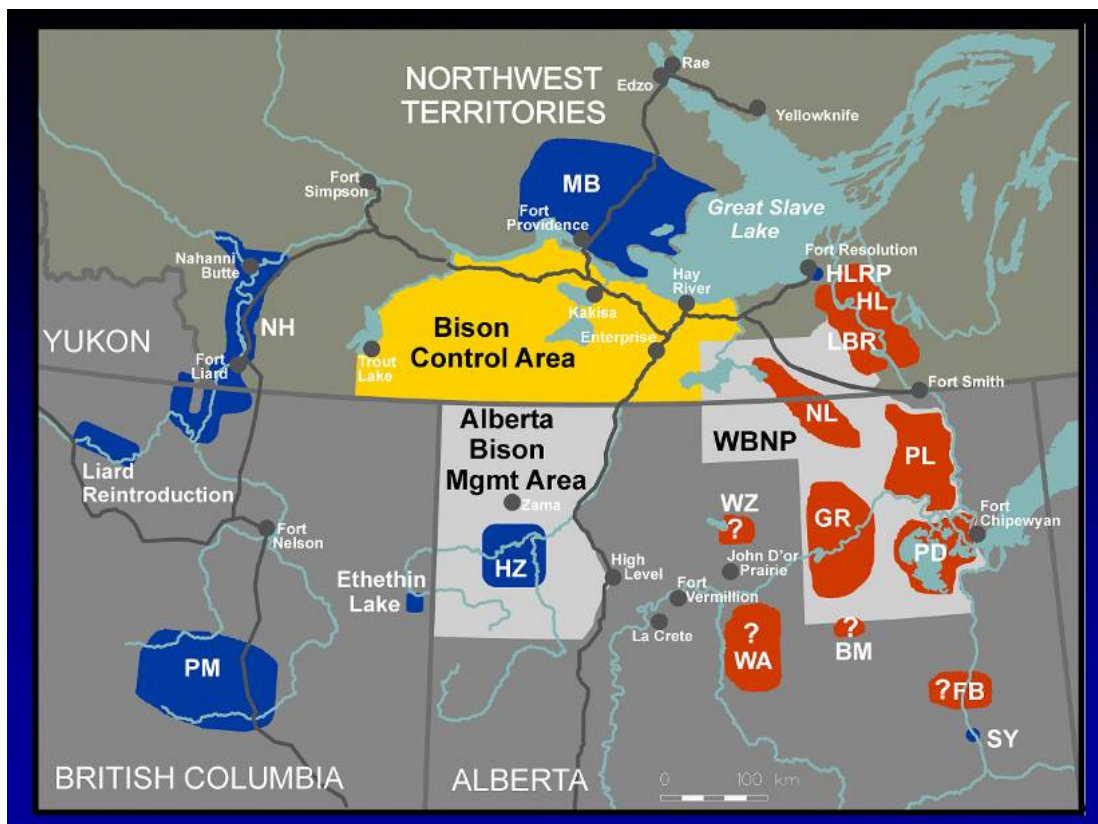 Rae
NORTHWEST
TERRITORIES
Edzo
Yellowknife
Fort
Simpson
MB
Fort
Providence
Great Slave
Lake
Nahanni
Butte
Fort Resolution
HLRP
Hay
River
HL
Kakisa
NH
Bison
Control Area
Enterprise
YUKON
LBR
Trout
Lake
Fort
Liard
Fort Smith
Alberta
Bison
Mgmt Area
NL
WBNP
PL
Liard
Reintroduction
Zama
WZ
?
GR
Fort
Chipewyan
Fort
Nelson
PD
HZ
John D'or
Prairie
High
Level
Ethethin
Lake
Fort
Vermillion
La Crete
?
WA
?
BM
PM
?FB
SY
BRITISH COLUMBIA
ALBERTA
0 100 km